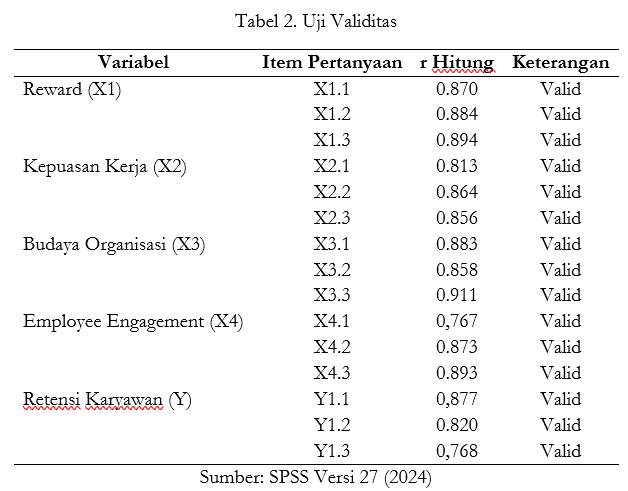 Tabel 2. Uji Validitas
Variabel Item Pertanyaan r Hitung Keterangan
Reward (X1) X1.1 0.870 Valid
X1.2 0.884 Valid
X1.3 0.894 Valid
Kepuasan Kerja (X2) X2.1 0.813 Valid
X2.2 0.864 Valid
X2.3 0.856 Valid
Budaya Organisasi (X3) X3.1 0.883 Valid
X3.2 0.858 Valid
X3.3 0.911 Valid
Employee Engagement (X4) X4.1 0,767 Valid
X4.2 0.873 Valid
X4.3 0.893 Valid
Retensi Karyawan (Y) Y1.1 0,877 Valid
Y1.2 0.820 Valid
Y1.3 0,768 Valid
Sumber: SPSS Versi 27 (2024)